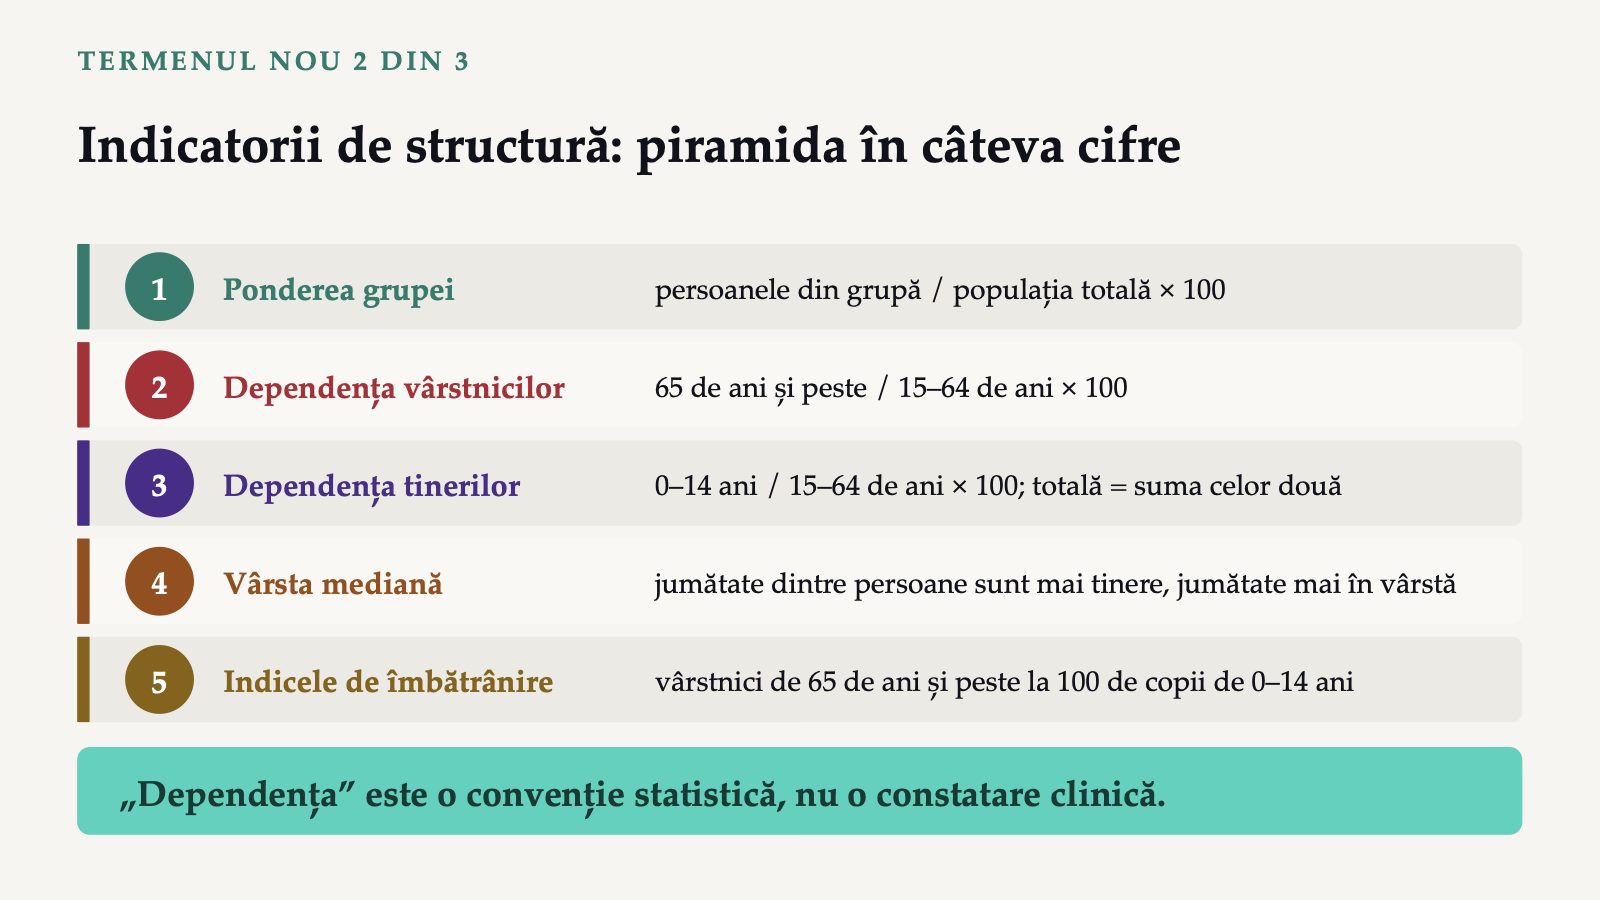 TERMENUL NOU 2 DIN 3
Indicatorii de structură: piramida în câteva cifre
1 Ponderea grupei persoanele din grupă / populația totală × 100
2 Dependența vârstnicilor 65 de ani și peste / 15–64 de ani × 100
3 Dependența tinerilor 0–14 ani / 15–64 de ani × 100; totală = suma celor două
4 Vârsta mediană jumătate dintre persoane sunt mai tinere, jumătate mai în vârstă
5 Indicele de îmbătrânire vârstnici de 65 de ani și peste la 100 de copii de 0–14 ani
„Dependența” este o convenție statistică, nu o constatare clinică.